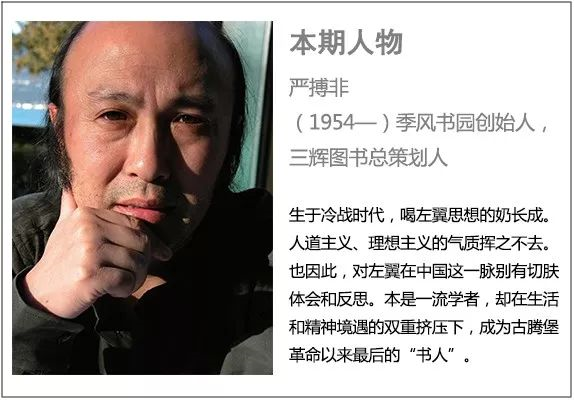 本期人物
严搏非
（1954—）季风书园创始人，
三辉图书总策划人
生于冷战时代，喝左翼思想的奶长成。
人道主义、理想主义的气质挥之不去。
也因此，对左翼在中国这一脉别有切肤
体会和反思。本是一流学者，却在生活
和精神境遇的双重挤压下，成为古腾堡
革命以来最后的“书人”。